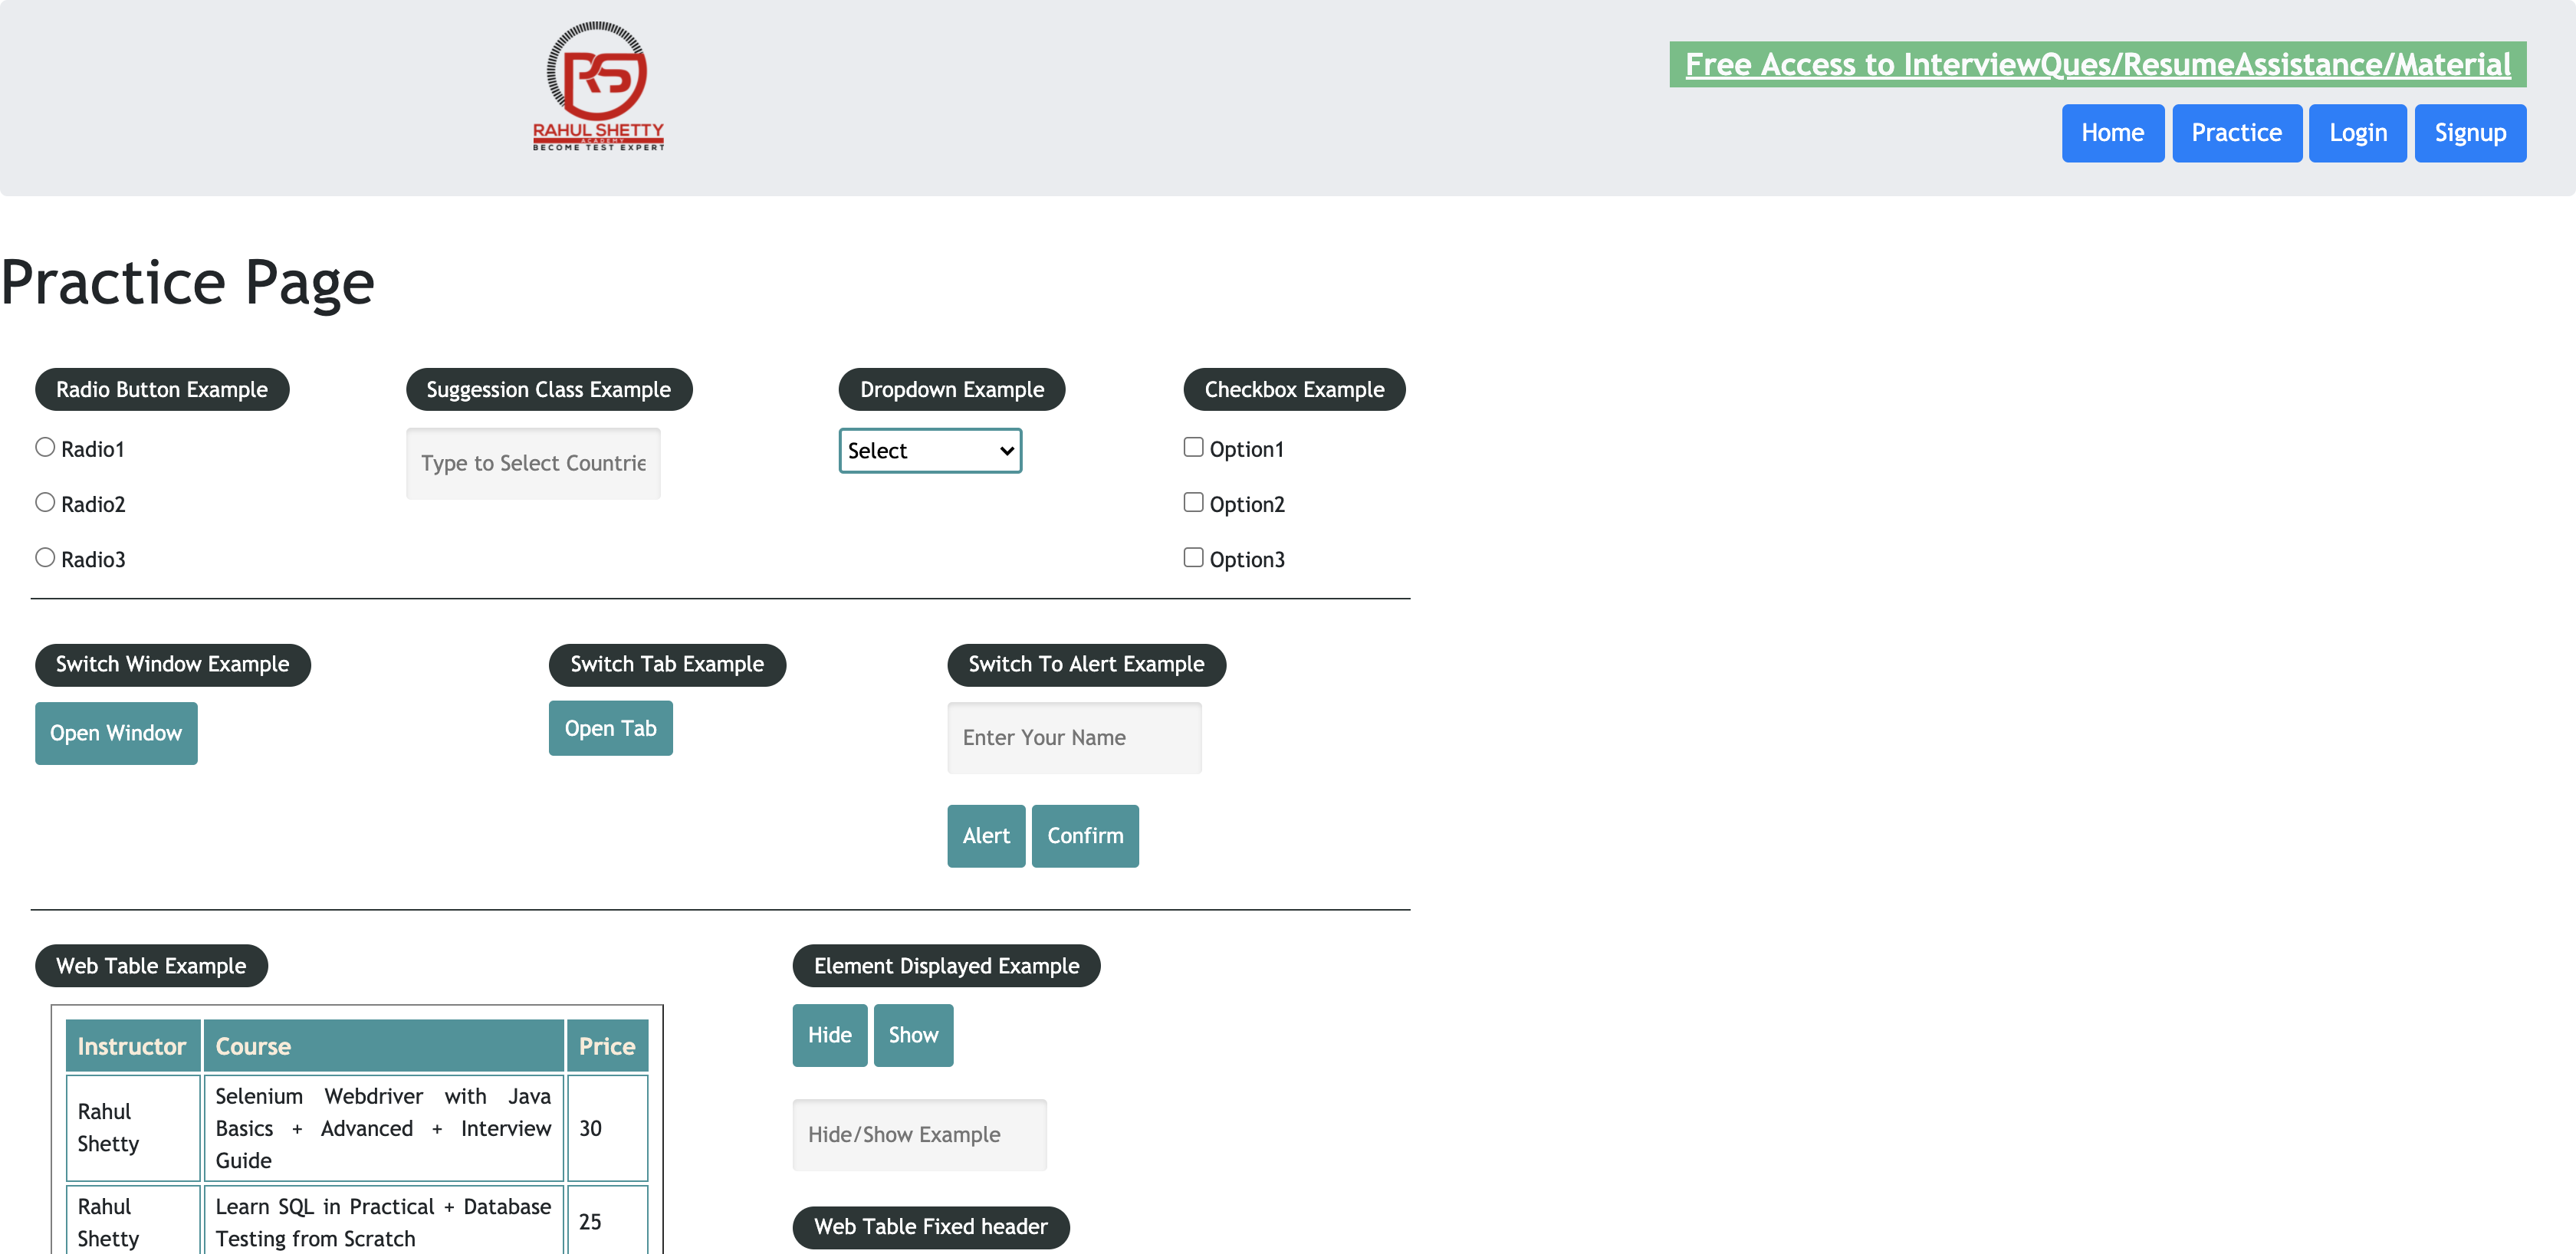 RAHUL SHETTY
ACADEMY
BECOME TEST EXPERT
Free Access to InterviewQues/ResumeAssistance/Material
Home Practice Login Signup
Practice Page
Radio Button Example
Radio1
Radio2
Radio3
Suggession Class Example
Type to Select Countrie
Dropdown Example
Select
Checkbox Example
Option1
Option2
Option3
Switch Window Example
Open Window
Switch Tab Example
Open Tab
Switch To Alert Example
Enter Your Name
Alert Confirm
Web Table Example
Instructor Course Price
Rahul Shetty
Selenium Webdriver with Java
Basics + Advanced + Interview
Guide
30
Rahul Shetty
Learn SQL in Practical + Database
Testing from Scratch
25
Element Displayed Example
Hide Show
Hide/Show Example
Web Table Fixed header